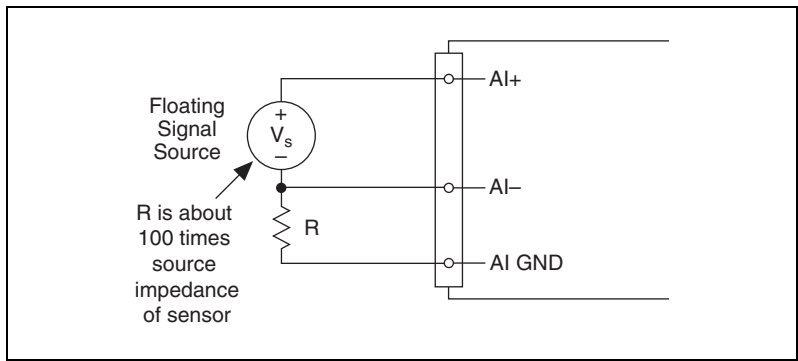 Floating
Signal
Source
+
Vs
–
R is about
100 times
source
impedance
of sensor
R
AI+
AI–
AI GND